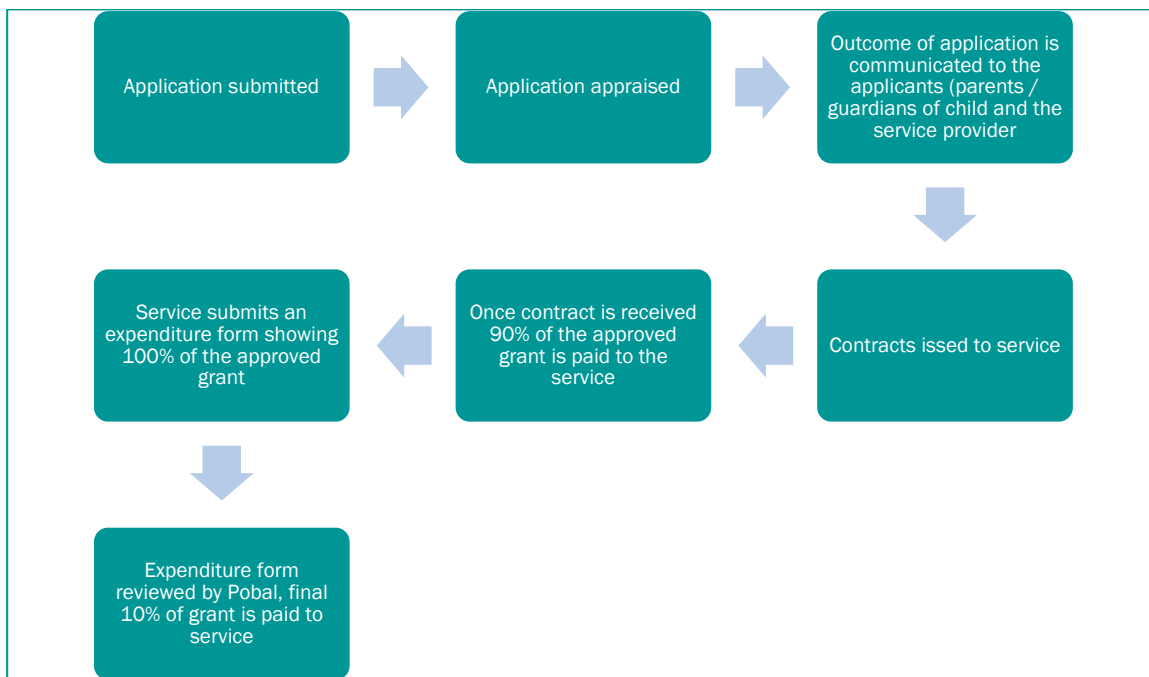 Application submitted
Application appraised
Outcome of application is
communicated to the
applicants (parents /
guardians of child and the
service provider
Contracts issed to service
Once contract is received
90% of the approved
grant is paid to the
service
Service submits an
expenditure form showing
100% of the approved
grant
Expenditure form
reviewed by Pobal, final
10% of grant is paid to
service